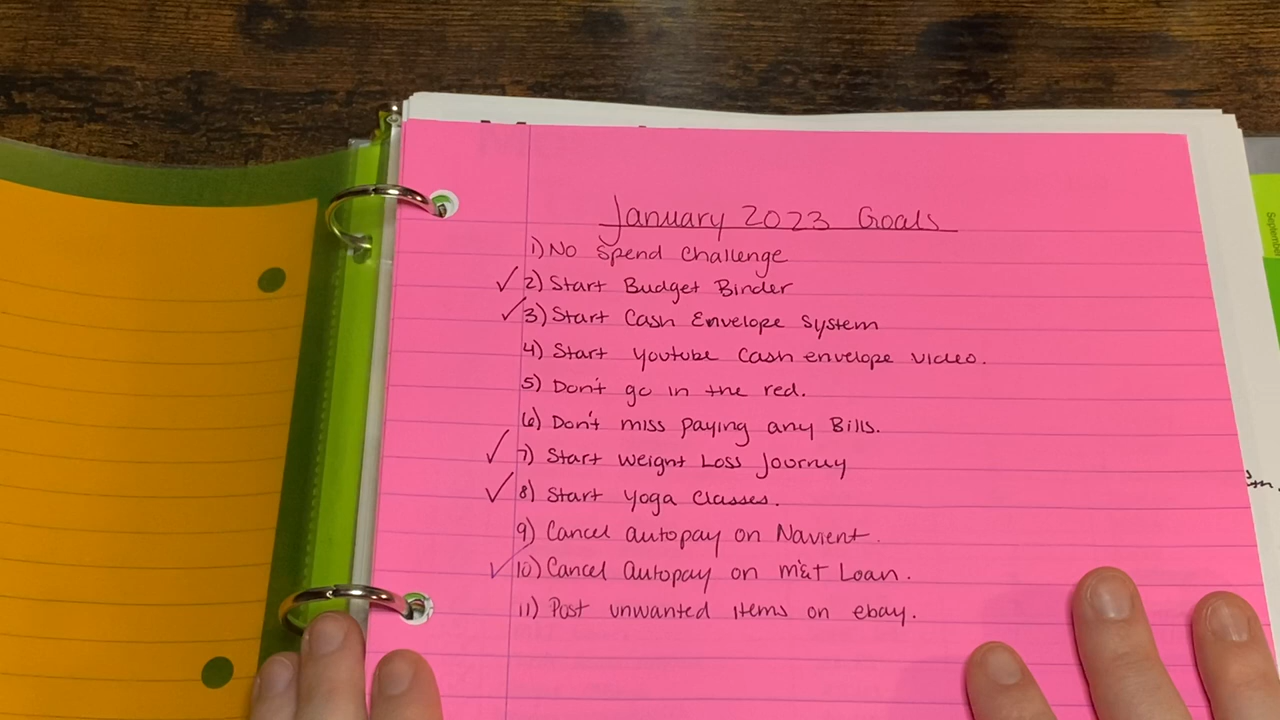 January 2023 Goals
1) No Spend Challenge
✓ 2) Start Budget Binder
✓ 3) Start Cash Envelope System
4) Start youtube Cash envelope video.
5) Don't go in the red.
6) Don't miss paying any Bills.
✓ 7) Start Weight Loss Journey
✓ 8) Start Yoga Classes.
9) Cancel autopay on Navient.
✓ 10) Cancel Autopay on m&t Loan.
11) Post unwanted items on ebay.